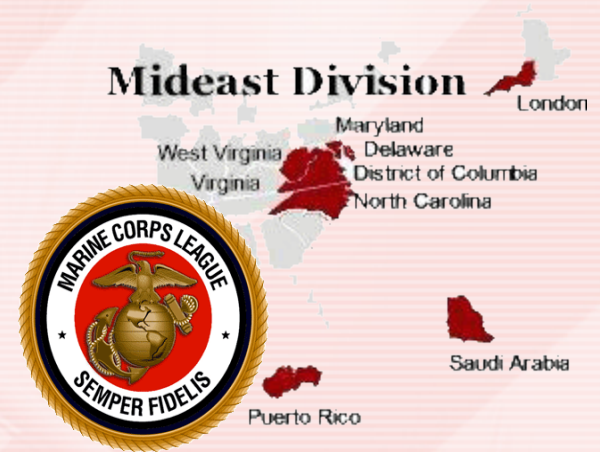 Mideast Division
London
Maryland
West Virginia
Delaware
District of Columbia
Virginia
North Carolina
MARINE CORPS LEAGUE
SEMPER FIDELIS
Saudi Arabia
Puerto Rico